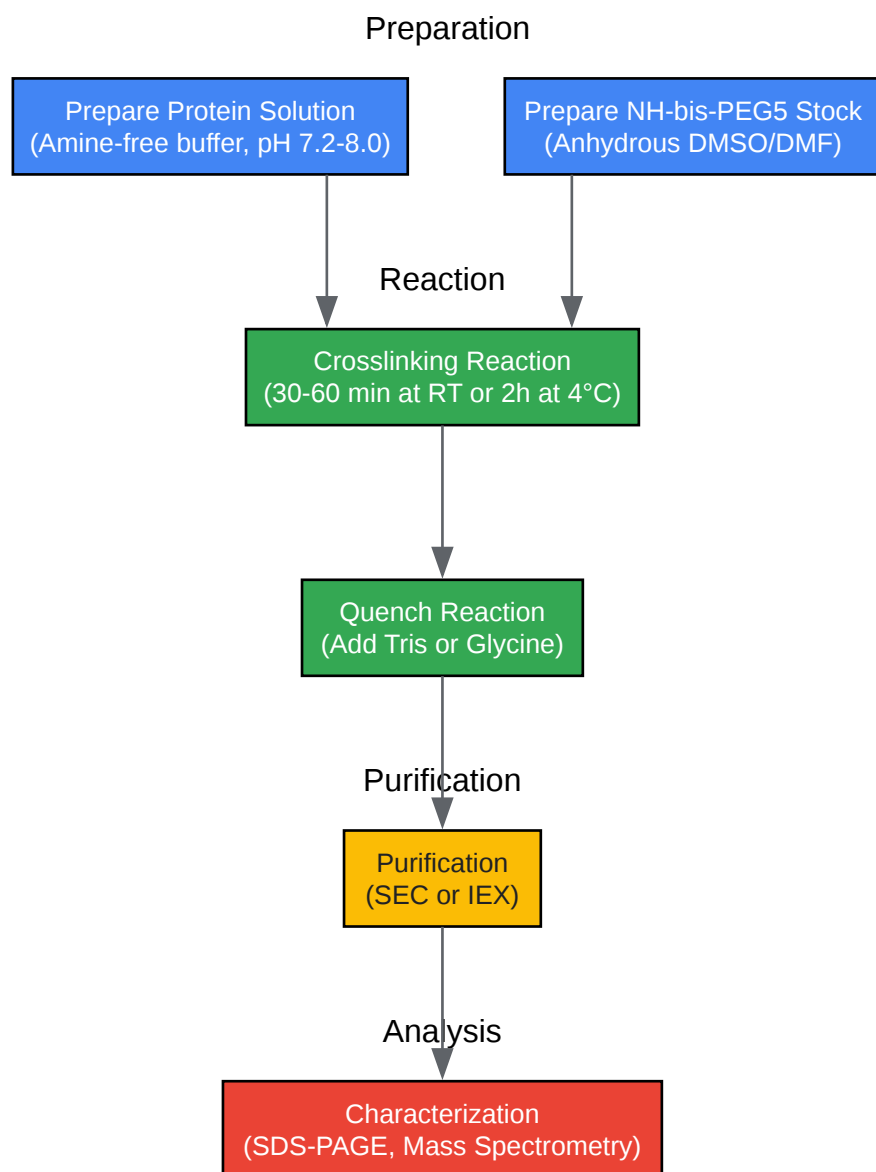 Preparation
Prepare Protein Solution
(Amine-free buffer, pH 7.2-8.0)
Prepare NH-bis-PEG5 Stock
(Anhydrous DMSO/DMF)
Reaction
Crosslinking Reaction
(30-60 min at RT or 2h at 4°C)
Quench Reaction
(Add Tris or Glycine)
Purification
Purification
(SEC or IEX)
Analysis
Characterization
(SDS-PAGE, Mass Spectrometry)